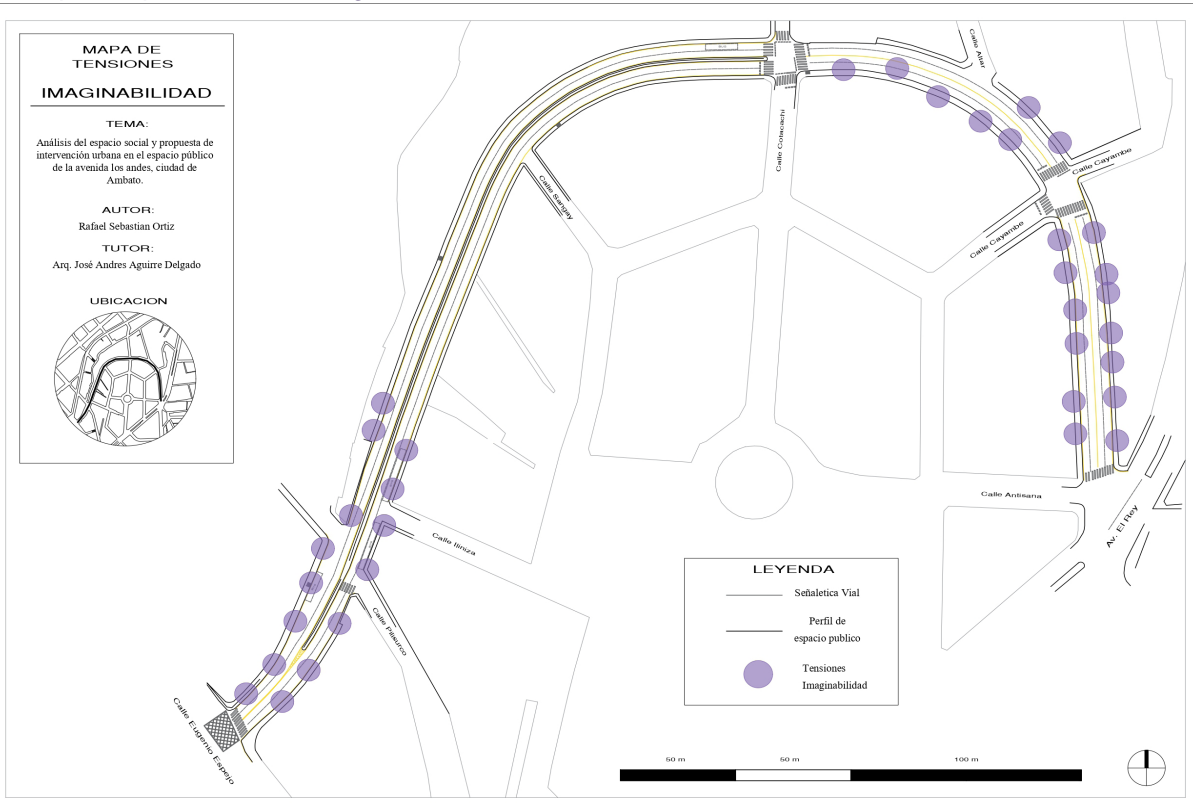 MAPA DE
TENSIONES
IMAGINABILIDAD
TEMA:
Análisis del espacio social y propuesta de
intervención urbana en el espacio público
de la avenida los andes, ciudad de
Ambato.
AUTOR:
Rafael Sebastian Ortiz
TUTOR:
Arq. José Andres Aguirre Delgado
UBICACION
Calle Altar
Calle Cotacachi
Calle Cayambe
Calle Sangay
Calle Cayambe
Calle Antisana
Av. El Rey
Calle Iliniza
Calle Pilisurco
Calle Eugenio Espejo
LEYENDA
Señaletica Vial
Perfil de
espacio publico
Tensiones
Imaginabilidad
50 m
50 m
100 m